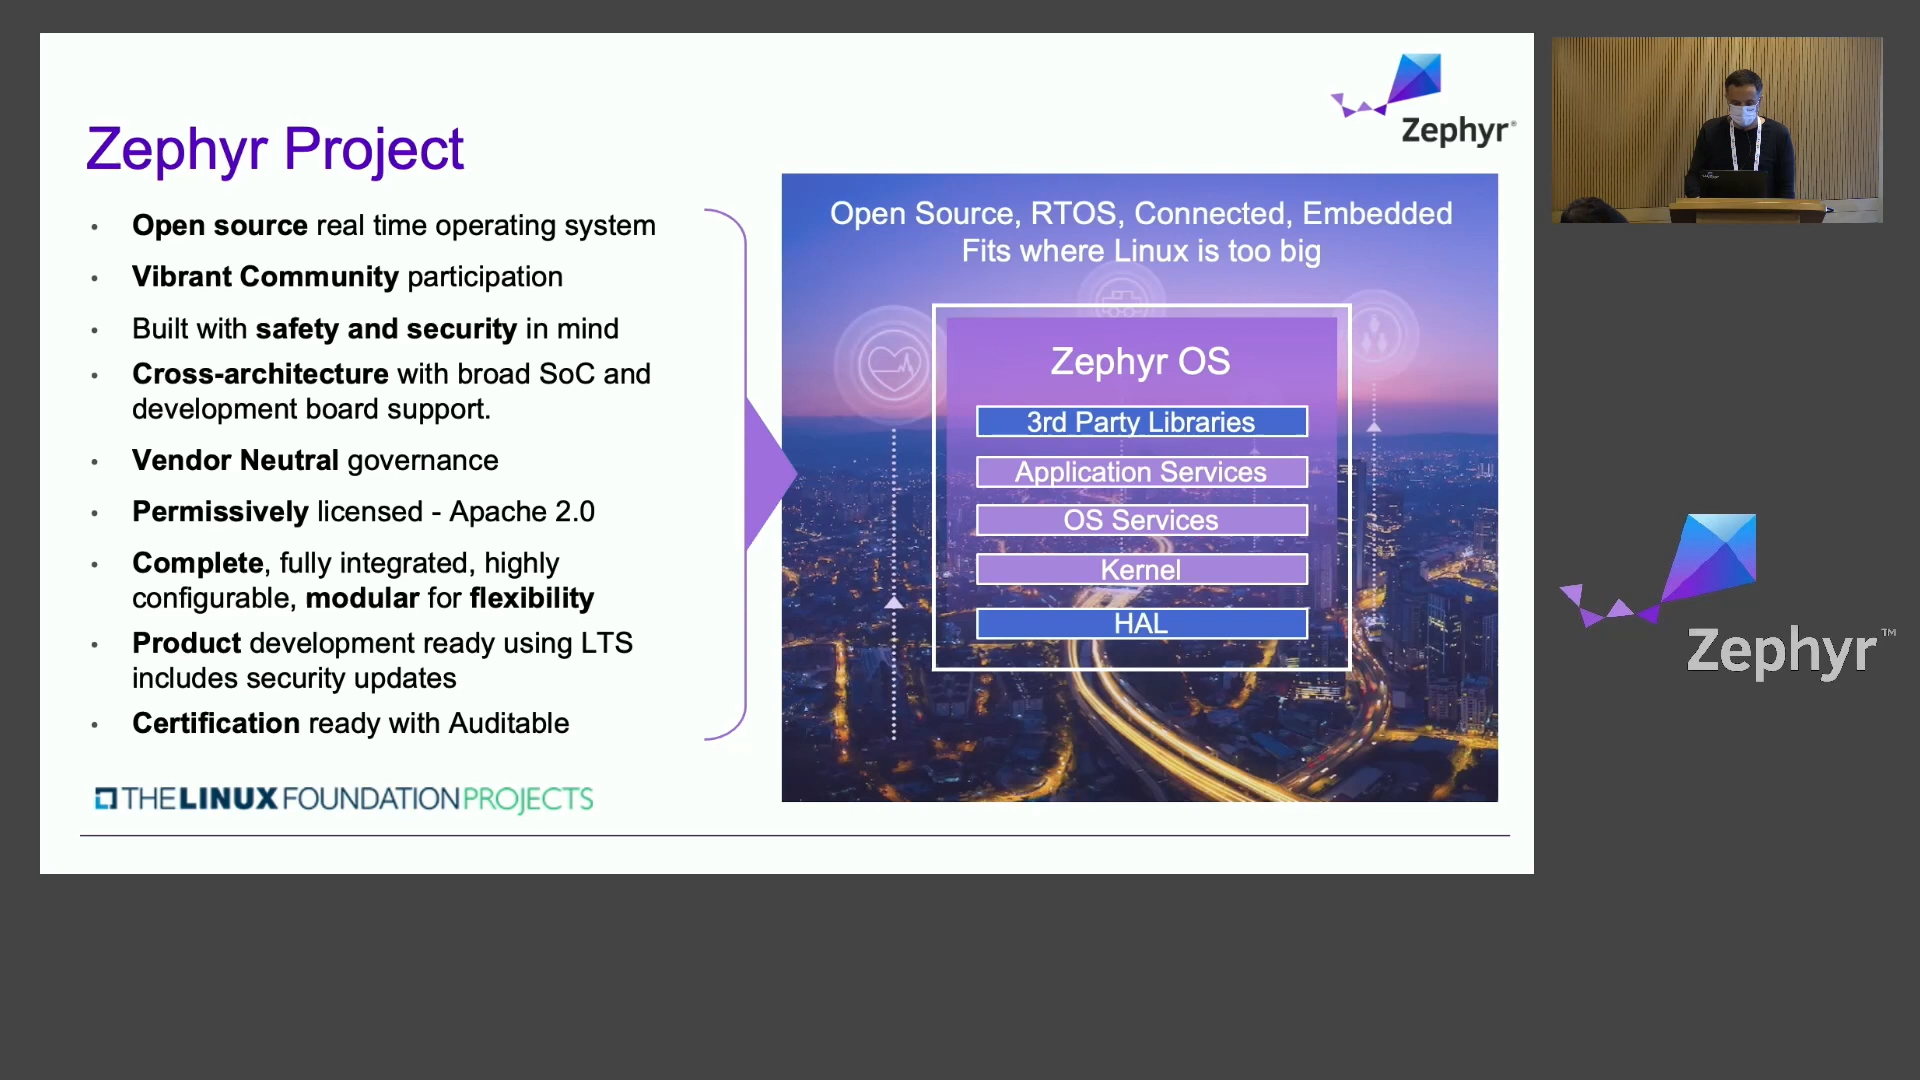 Zephyr®
Zephyr Project
• Open source real time operating system
• Vibrant Community participation
• Built with safety and security in mind
• Cross-architecture with broad SoC and
development board support.
• Vendor Neutral governance
• Permissively licensed - Apache 2.0
• Complete, fully integrated, highly
configurable, modular for flexibility
• Product development ready using LTS
includes security updates
• Certification ready with Auditable
THE LINUX FOUNDATION PROJECTS
Open Source, RTOS, Connected, Embedded
Fits where Linux is too big
Zephyr OS
3rd Party Libraries
Application Services
OS Services
Kernel
HAL
Zephyr™